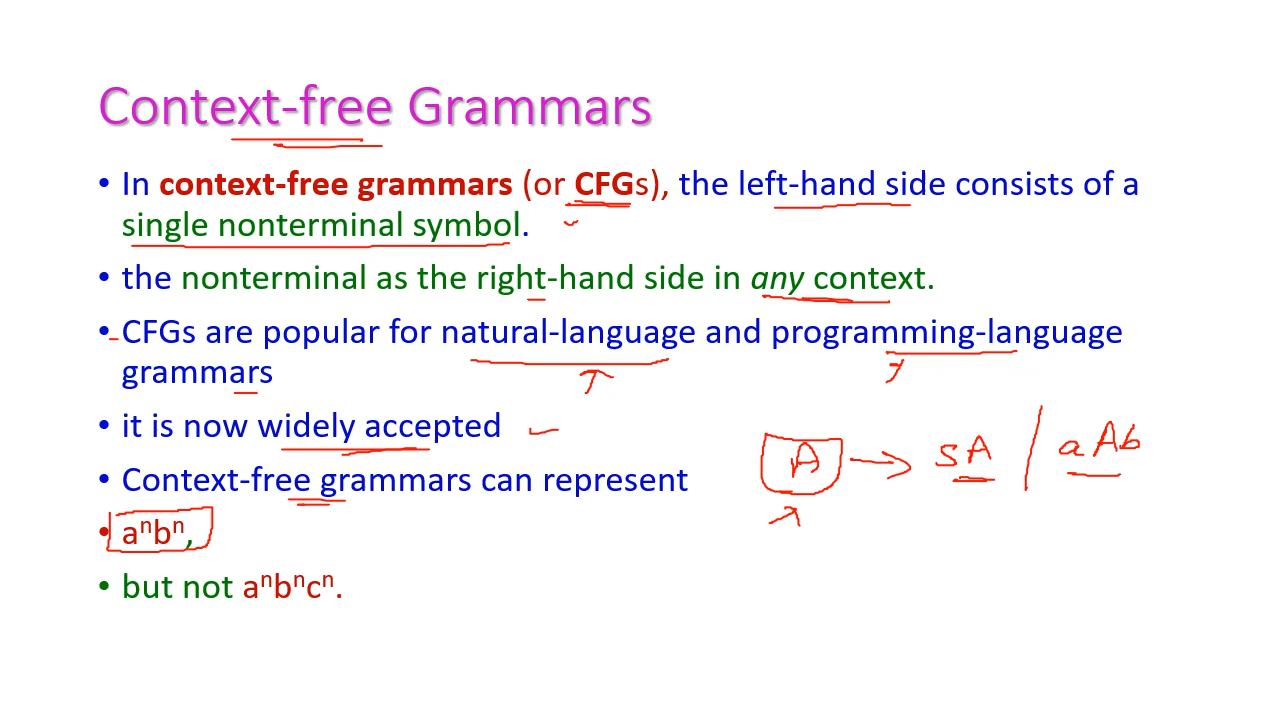 Context-free Grammars
• In context-free grammars (or CFGs), the left-hand side consists of a
single nonterminal symbol.
• the nonterminal as the right-hand side in any context.
• CFGs are popular for natural-language and programming-language
grammars
• it is now widely accepted
A → SA / aAb
• Context-free grammars can represent
• aⁿbⁿ,
• but not aⁿbⁿcⁿ.